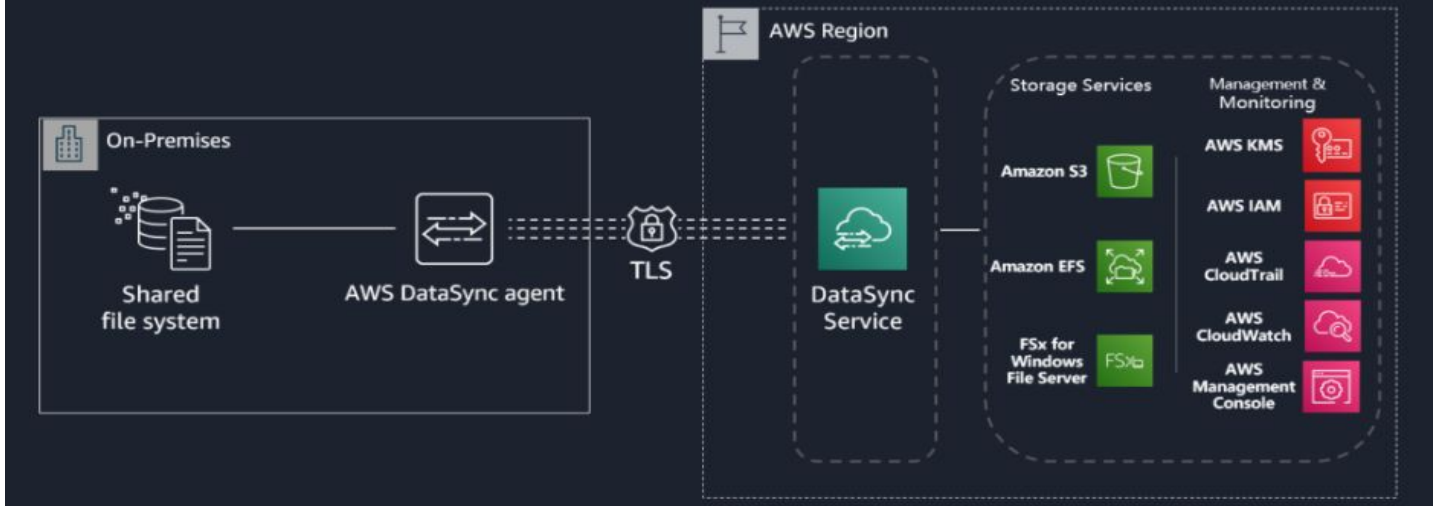 AWS Region
On-Premises
Shared
file system
AWS DataSync agent
TLS
DataSync
Service
Storage Services
Amazon S3
Amazon EFS
FSx for
Windows
File Server
FSx
Management &
Monitoring
AWS KMS
AWS IAM
AWS
CloudTrail
AWS
CloudWatch
AWS
Management
Console